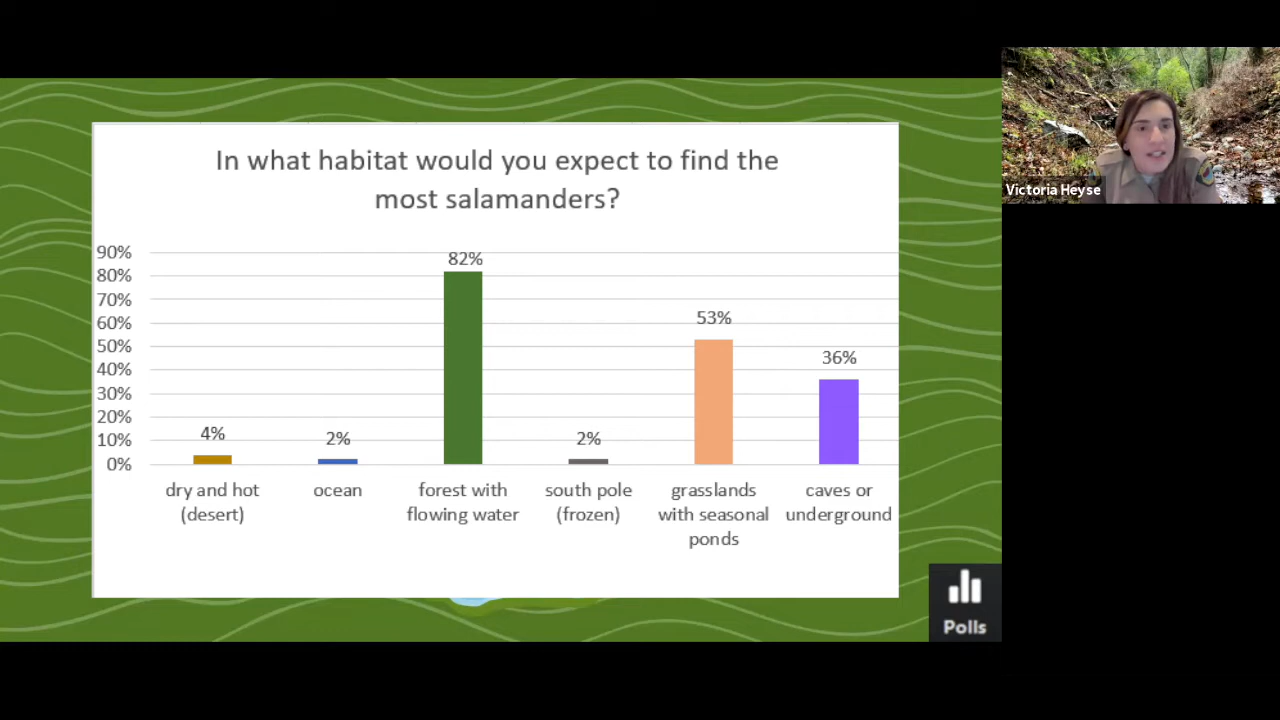 In what habitat would you expect to find the
most salamanders?
90%
80%
70%
60%
50%
40%
30%
20%
10%
0%
4%
2%
82%
2%
53%
36%
dry and hot
(desert)
ocean
forest with
flowing water
south pole
(frozen)
grasslands
with seasonal
ponds
caves or
underground
Polls
Victoria Heyse